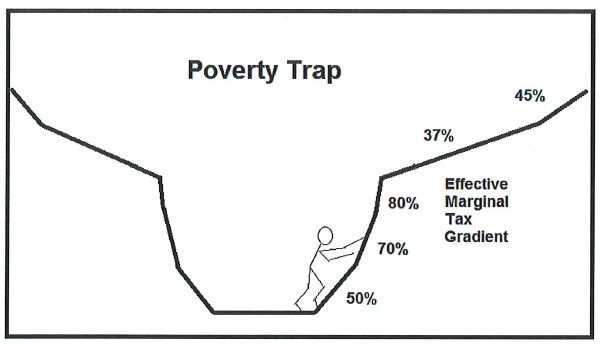 Poverty Trap
45%
37%
80%
Effective
Marginal
Tax
Gradient
70%
50%